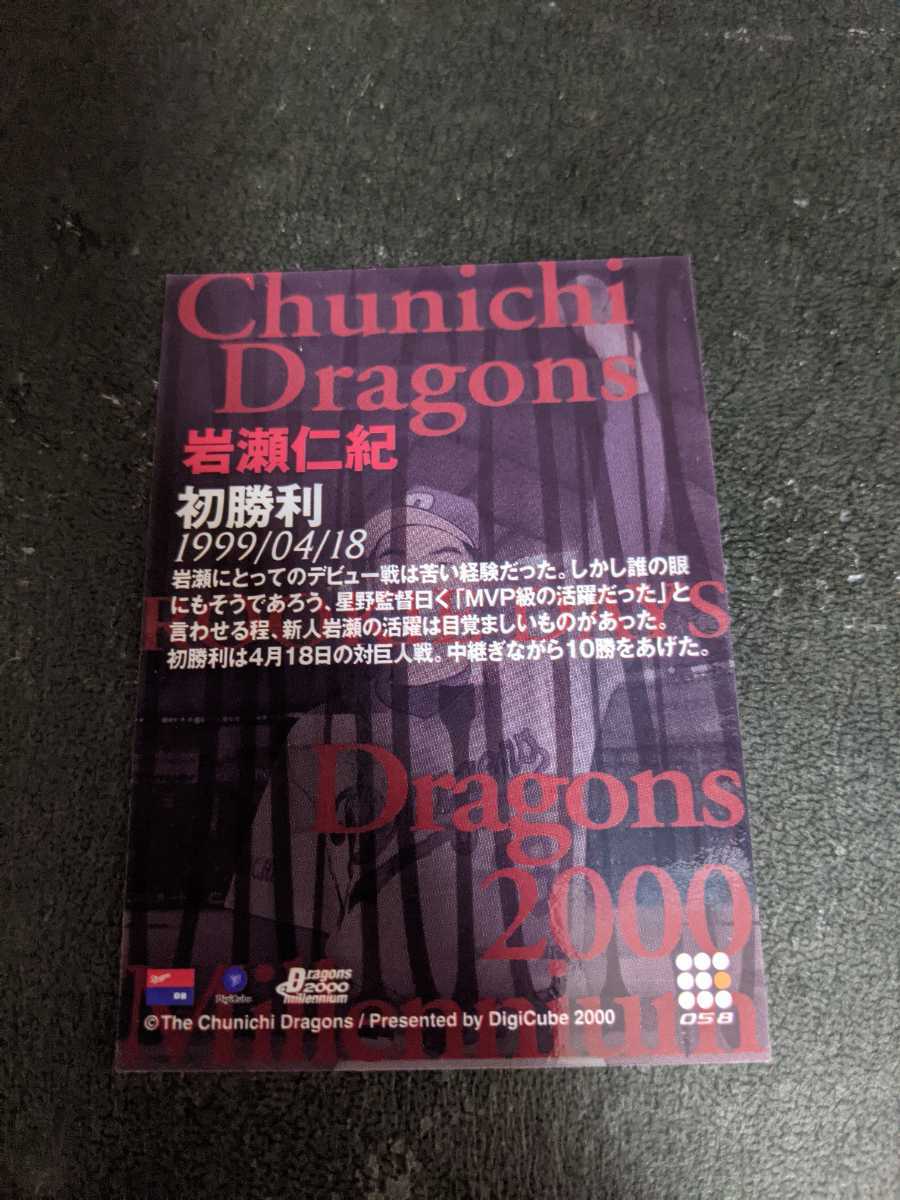 Chunichi
Dragons
岩瀬仁紀
初勝利
1999/04/18
岩瀬にとってのデビュー戦は苦い経験だった。しかし誰の眼
にもそうであろう、星野監督曰く「MVP級の活躍だった」と
言わせる程、新人岩瀬の活躍は目覚ましいものがあった。
初勝利は4月18日の対巨人戦。中継ぎながら10勝をあげた。
Dragons
2000
Millennium
DigiCube
Dragons
2000
millennium
058
©The Chunichi Dragons / Presented by DigiCube 2000